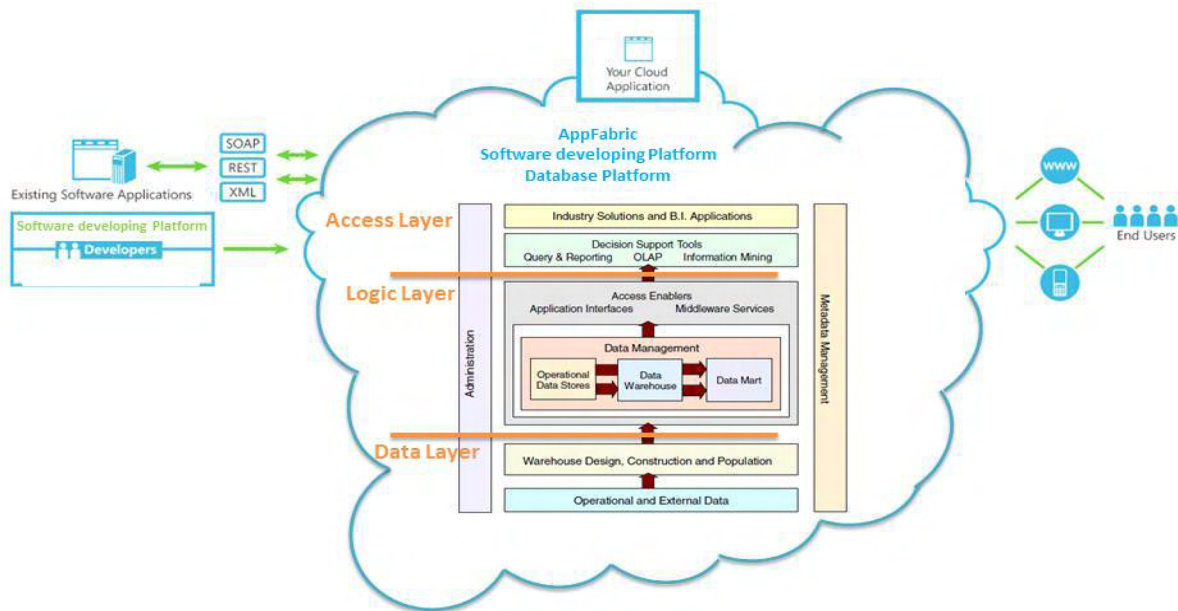 Your Cloud
Application
AppFabric
Software developing Platform
Database Platform
SOAP
REST
XML
Existing Software Applications
Software developing Platform
Developers
Access Layer
Logic Layer
Data Layer
Administration
Industry Solutions and B.I. Applications
Decision Support Tools
Query & Reporting OLAP Information Mining
Access Enablers
Application Interfaces Middleware Services
Data Management
Operational
Data Stores
Data
Warehouse
Data Mart
Warehouse Design, Construction and Population
Operational and External Data
Metadata Management
www
End Users